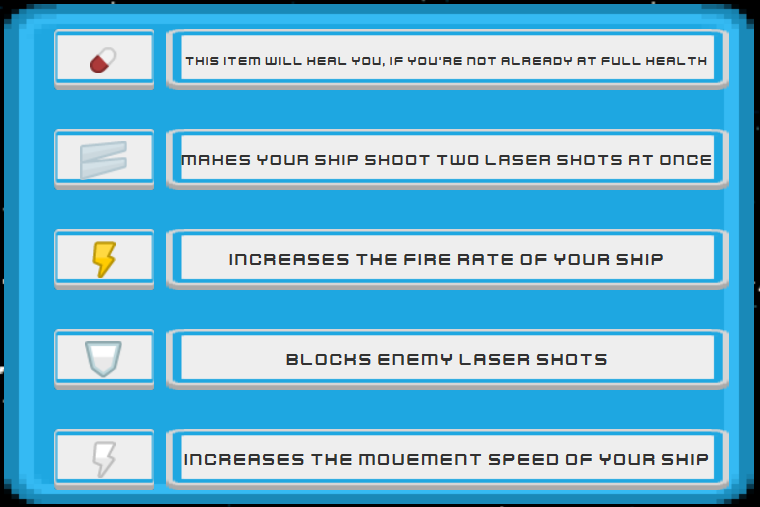 THIS ITEM WILL HEAL YOU, IF YOU'RE NOT ALREADY AT FULL HEALTH
MAKES YOUR SHIP SHOOT TWO LASER SHOTS AT ONCE
INCREASES THE FIRE RATE OF YOUR SHIP
BLOCKS ENEMY LASER SHOTS
INCREASES THE MOVEMENT SPEED OF YOUR SHIP